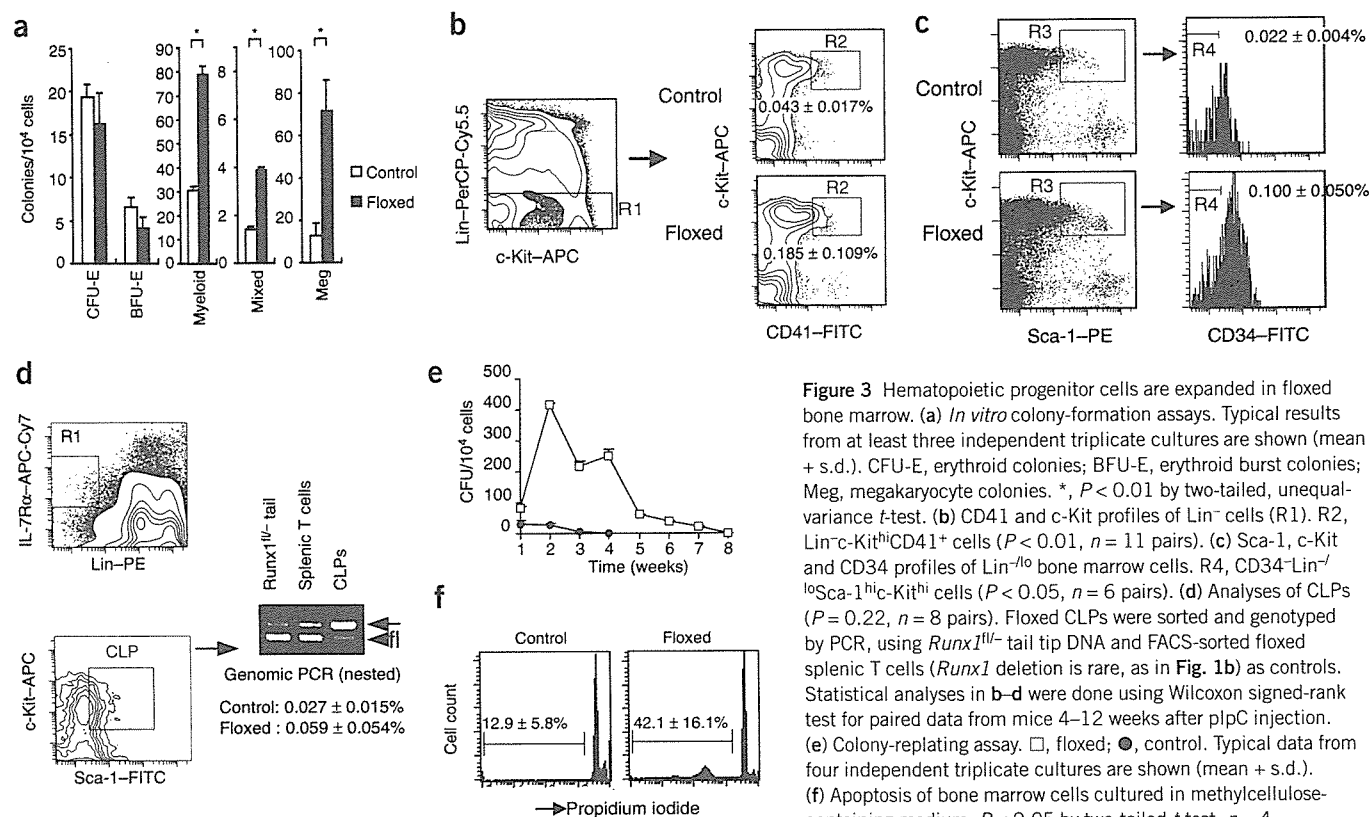 a
25
20
15
10
5
0
Colonies/10⁴ cells
CFU-E
BFU-E
90
80
70
60
50
40
30
20
10
0
*
Myeloid
8
6
4
2
0
*
Mixed
100
80
60
40
20
0
*
Meg
Control
Floxed
b
Lin–PerCP-Cy5.5
c-Kit–APC
R1
Control
Floxed
c-Kit–APC
R2
0.043 ± 0.017%
c-Kit–APC
R2
0.185 ± 0.109%
CD41–FITC
c
Control
Floxed
c-Kit–APC
R3
R4
0.022 ± 0.004%
R3
R4
0.100 ± 0.050%
Sca-1–PE
CD34–FITC
d
IL-7Rα–APC-Cy7
R1
Lin–PE
c-Kit–APC
CLP
Sca-1–FITC
Runx1fl/– tail
Splenic T cells
CLPs
–
fl
Genomic PCR (nested)
Control: 0.027 ± 0.015%
Floxed : 0.059 ± 0.054%
e
CFU/10⁴ cells
500
400
300
200
100
0
1 2 3 4 5 6 7 8
Time (weeks)
f
Control
Floxed
Cell count
12.9 ± 5.8%
42.1 ± 16.1%
Propidium iodide
Figure 3 Hematopoietic progenitor cells are expanded in floxed
bone marrow. (a) In vitro colony-formation assays. Typical results
from at least three independent triplicate cultures are shown (mean
+ s.d.). CFU-E, erythroid colonies; BFU-E, erythroid burst colonies;
Meg, megakaryocyte colonies. *, P < 0.01 by two-tailed, unequal-
variance t-test. (b) CD41 and c-Kit profiles of Lin– cells (R1). R2,
Lin–c-KithiCD41+ cells (P < 0.01, n = 11 pairs). (c) Sca-1, c-Kit
and CD34 profiles of Lin–/lo bone marrow cells. R4, CD34–Lin–/
loSca-1hic-Kithi cells (P < 0.05, n = 6 pairs). (d) Analyses of CLPs
(P = 0.22, n = 8 pairs). Floxed CLPs were sorted and genotyped
by PCR, using Runx1fl/– tail tip DNA and FACS-sorted floxed
splenic T cells (Runx1 deletion is rare, as in Fig. 1b) as controls.
Statistical analyses in b–d were done using Wilcoxon signed-rank
test for paired data from mice 4–12 weeks after pIpC injection.
(e) Colony-replating assay. □, floxed; ●, control. Typical data from
four independent triplicate cultures are shown (mean + s.d.).
(f) Apoptosis of bone marrow cells cultured in methylcellulose-